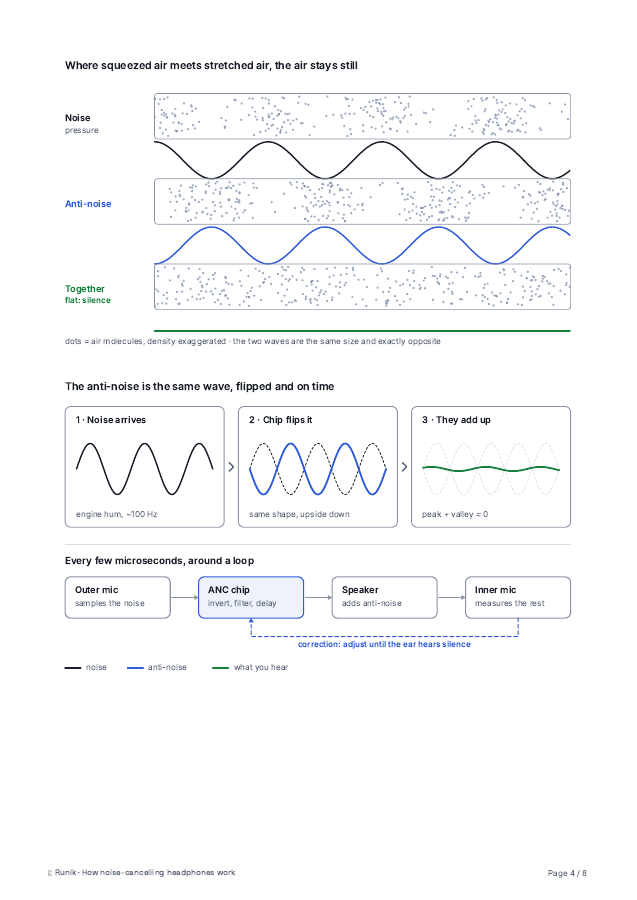 Where squeezed air meets stretched air, the air stays still
Noise
pressure
Anti-noise
Together
flat: silence
dots = air molecules, density exaggerated · the two waves are the same size and exactly opposite
The anti-noise is the same wave, flipped and on time
1 · Noise arrives
engine hum, ~100 Hz
2 · Chip flips it
same shape, upside down
3 · They add up
peak + valley ≈ 0
Every few microseconds, around a loop
Outer mic
samples the noise
ANC chip
invert, filter, delay
Speaker
adds anti-noise
Inner mic
measures the rest
correction: adjust until the ear hears silence
noise
anti-noise
what you hear
Runik · How noise-cancelling headphones work
Page 4 / 8